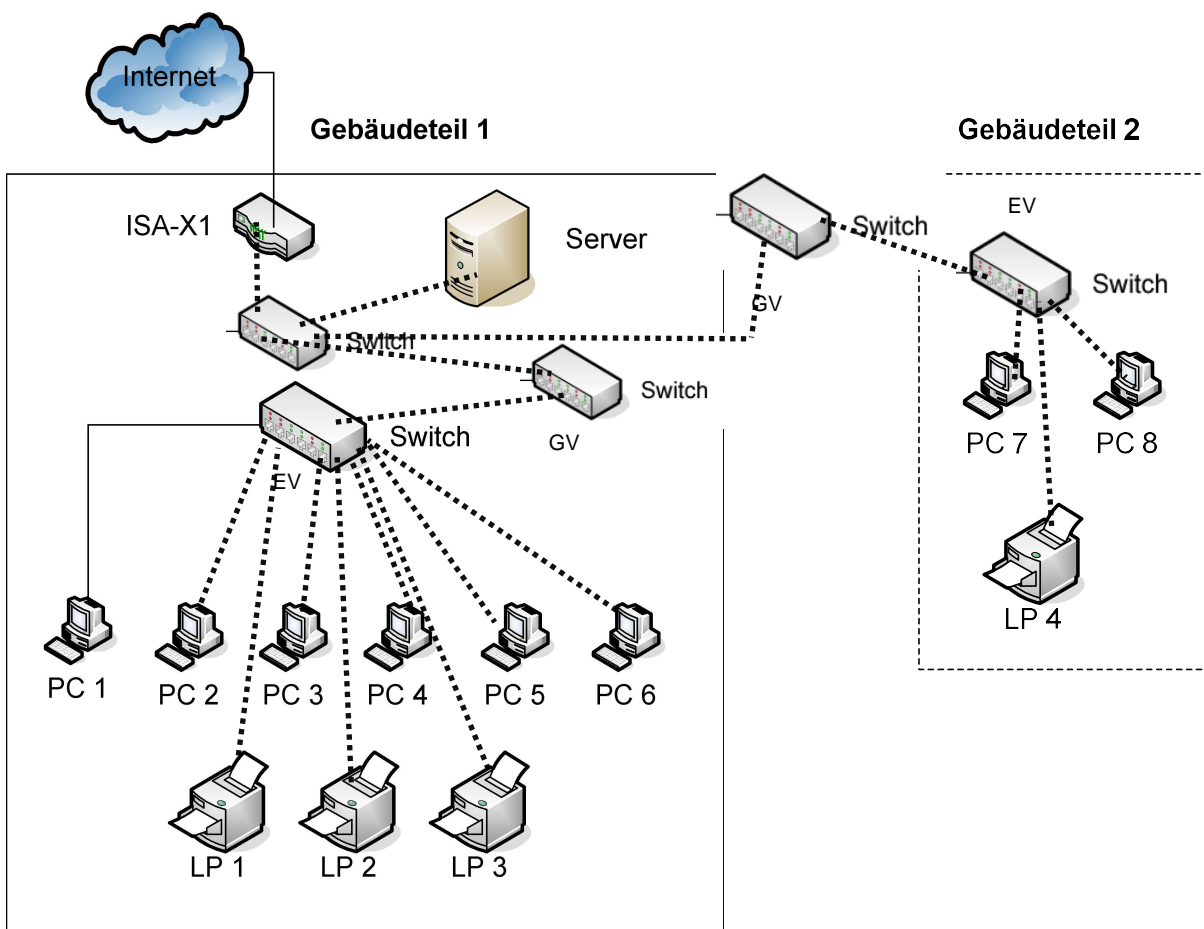 Internet
Gebäudeteil 1
Gebäudeteil 2
ISA-X1
Server
Switch
EV
Switch
GV
Switch
Switch
Switch
GV
EV
PC 7
PC 8
LP 4
PC 1
PC 2
PC 3
PC 4
PC 5
PC 6
LP 1
LP 2
LP 3